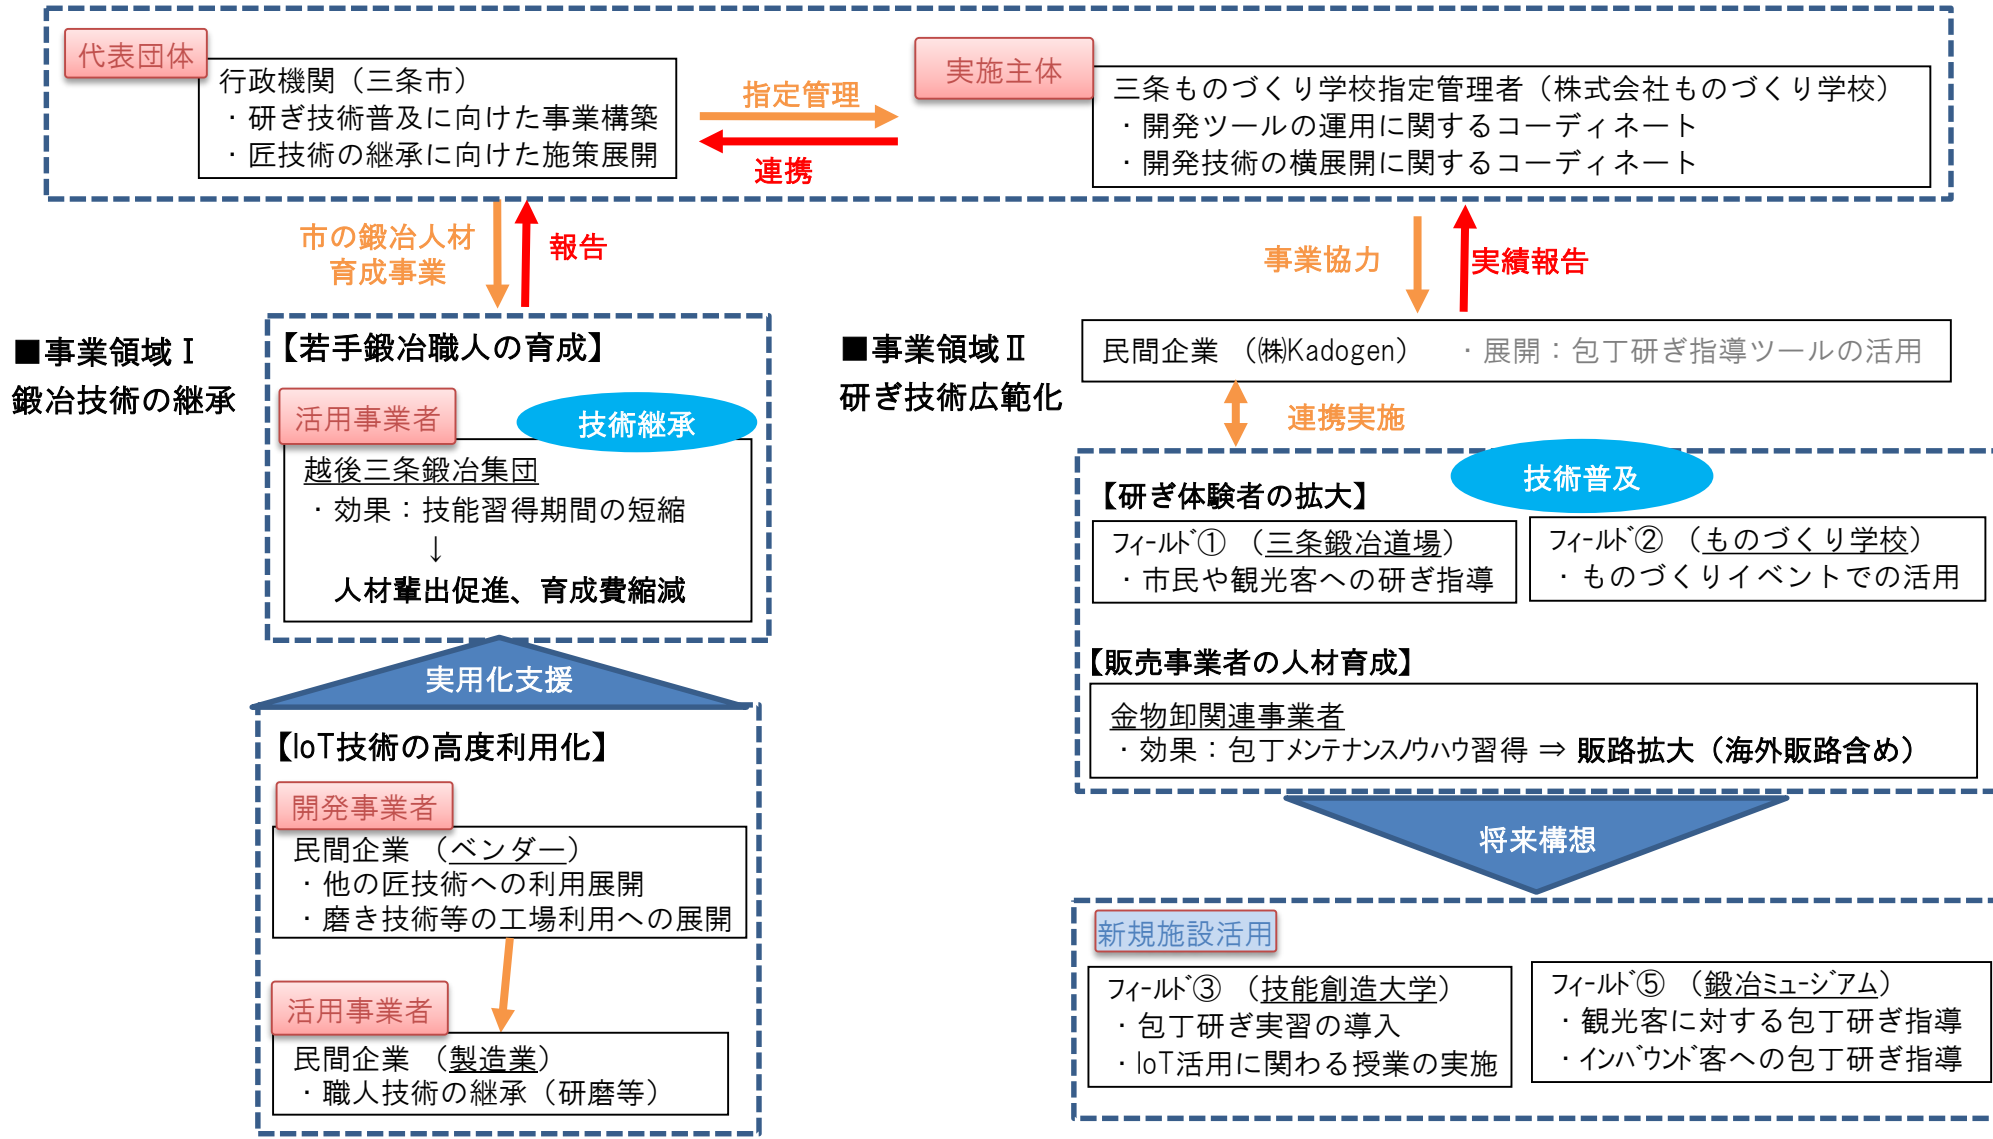 代表団体
行政機関（三条市）
・研ぎ技術普及に向けた事業構築
・匠技術の継承に向けた施策展開
指定管理
連携
実施主体
三条ものづくり学校指定管理者（株式会社ものづくり学校）
・開発ツールの運用に関するコーディネート
・開発技術の横展開に関するコーディネート
市の鍛冶人材
育成事業
報告
事業協力
実績報告
■事業領域Ⅰ
鍛冶技術の継承
【若手鍛冶職人の育成】
活用事業者
技術継承
越後三条鍛冶集団
・効果：技能習得期間の短縮
↓
人材輩出促進、育成費縮減
実用化支援
【IoT技術の高度利用化】
開発事業者
民間企業（ベンダー）
・他の匠技術への利用展開
・磨き技術等の工場利用への展開
活用事業者
民間企業（製造業）
・職人技術の継承（研磨等）
■事業領域Ⅱ
研ぎ技術広範化
民間企業（㈱Kadogen）　・展開：包丁研ぎ指導ツールの活用
連携実施
技術普及
【研ぎ体験者の拡大】
フィールド①（三条鍛冶道場）
・市民や観光客への研ぎ指導
フィールド②（ものづくり学校）
・ものづくりイベントでの活用
【販売事業者の人材育成】
金物卸関連事業者
・効果：包丁メンテナンスノウハウ習得 ⇒ 販路拡大（海外販路含め）
将来構想
新規施設活用
フィールド③（技能創造大学）
・包丁研ぎ実習の導入
・IoT活用に関わる授業の実施
フィールド⑤（鍛冶ミュージアム）
・観光客に対する包丁研ぎ指導
・インバウンド客への包丁研ぎ指導